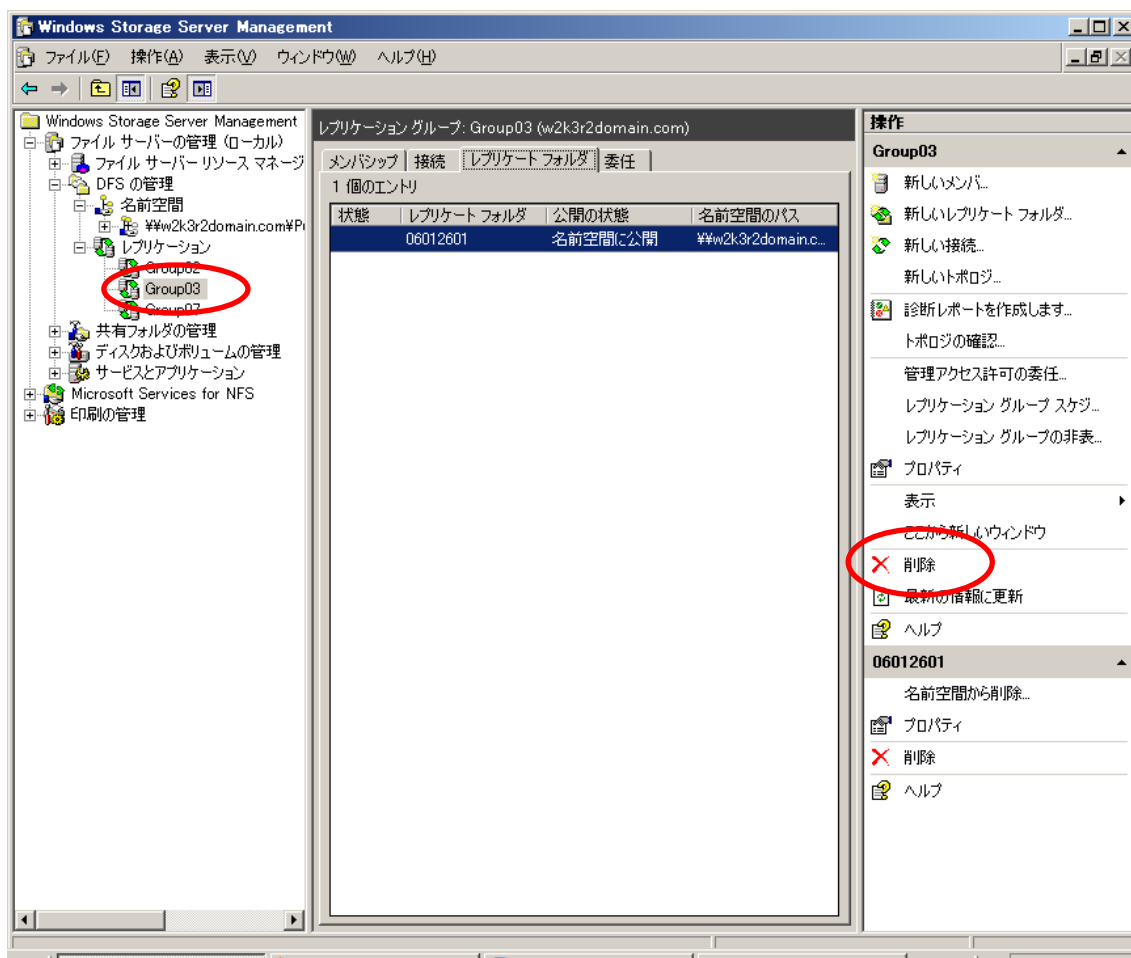 Windows Storage Server Management
ファイル(F) 操作(A) 表示(V) ウィンドウ(W) ヘルプ(H)
Windows Storage Server Management
ファイル サーバーの管理 (ローカル)
ファイル サーバー リソース マネージ
DFS の管理
名前空間
¥¥w2k3r2domain.com¥P
レプリケーション
Group02
Group03
Group07
共有フォルダの管理
ディスクおよびボリュームの管理
サービスとアプリケーション
Microsoft Services for NFS
印刷の管理
レプリケーション グループ: Group03 (w2k3r2domain.com)
メンバシップ 接続 レプリケート フォルダ 委任
1 個のエントリ
状態 レプリケート フォルダ 公開の状態 名前空間のパス
06012601 名前空間に公開 ¥¥w2k3r2domain.c...
操作
Group03
新しいメンバ...
新しいレプリケート フォルダ...
新しい接続...
新しいトポロジ...
診断レポートを作成します...
トポロジの確認...
管理アクセス許可の委任...
レプリケーション グループ スケジ...
レプリケーション グループの非表...
プロパティ
表示
ここから新しいウィンドウ
削除
最新の情報に更新
ヘルプ
06012601
名前空間から削除...
プロパティ
削除
ヘルプ